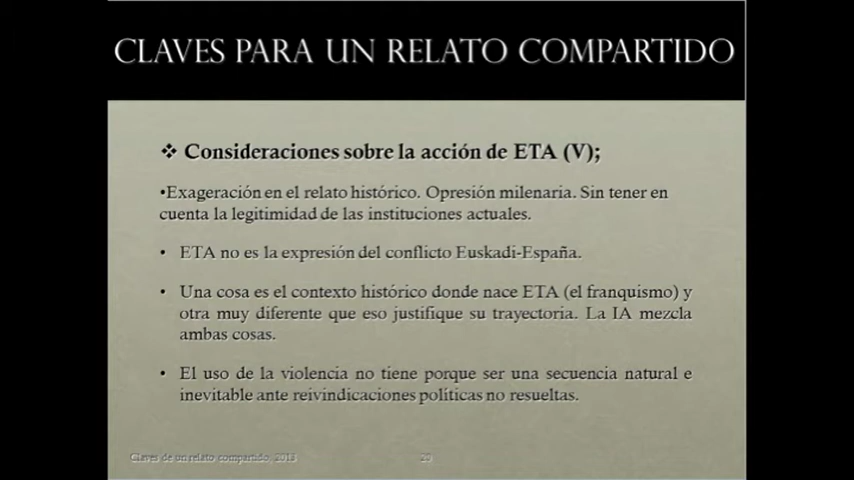 CLAVES PARA UN RELATO COMPARTIDO
❖ Consideraciones sobre la acción de ETA (V);
•Exageración en el relato histórico. Opresión milenaria. Sin tener en
cuenta la legitimidad de las instituciones actuales.
• ETA no es la expresión del conflicto Euskadi-España.
• Una cosa es el contexto histórico donde nace ETA (el franquismo) y
otra muy diferente que eso justifique su trayectoria. La IA mezcla
ambas cosas.
• El uso de la violencia no tiene porque ser una secuencia natural e
inevitable ante reivindicaciones políticas no resueltas.
Claves de un relato compartido,